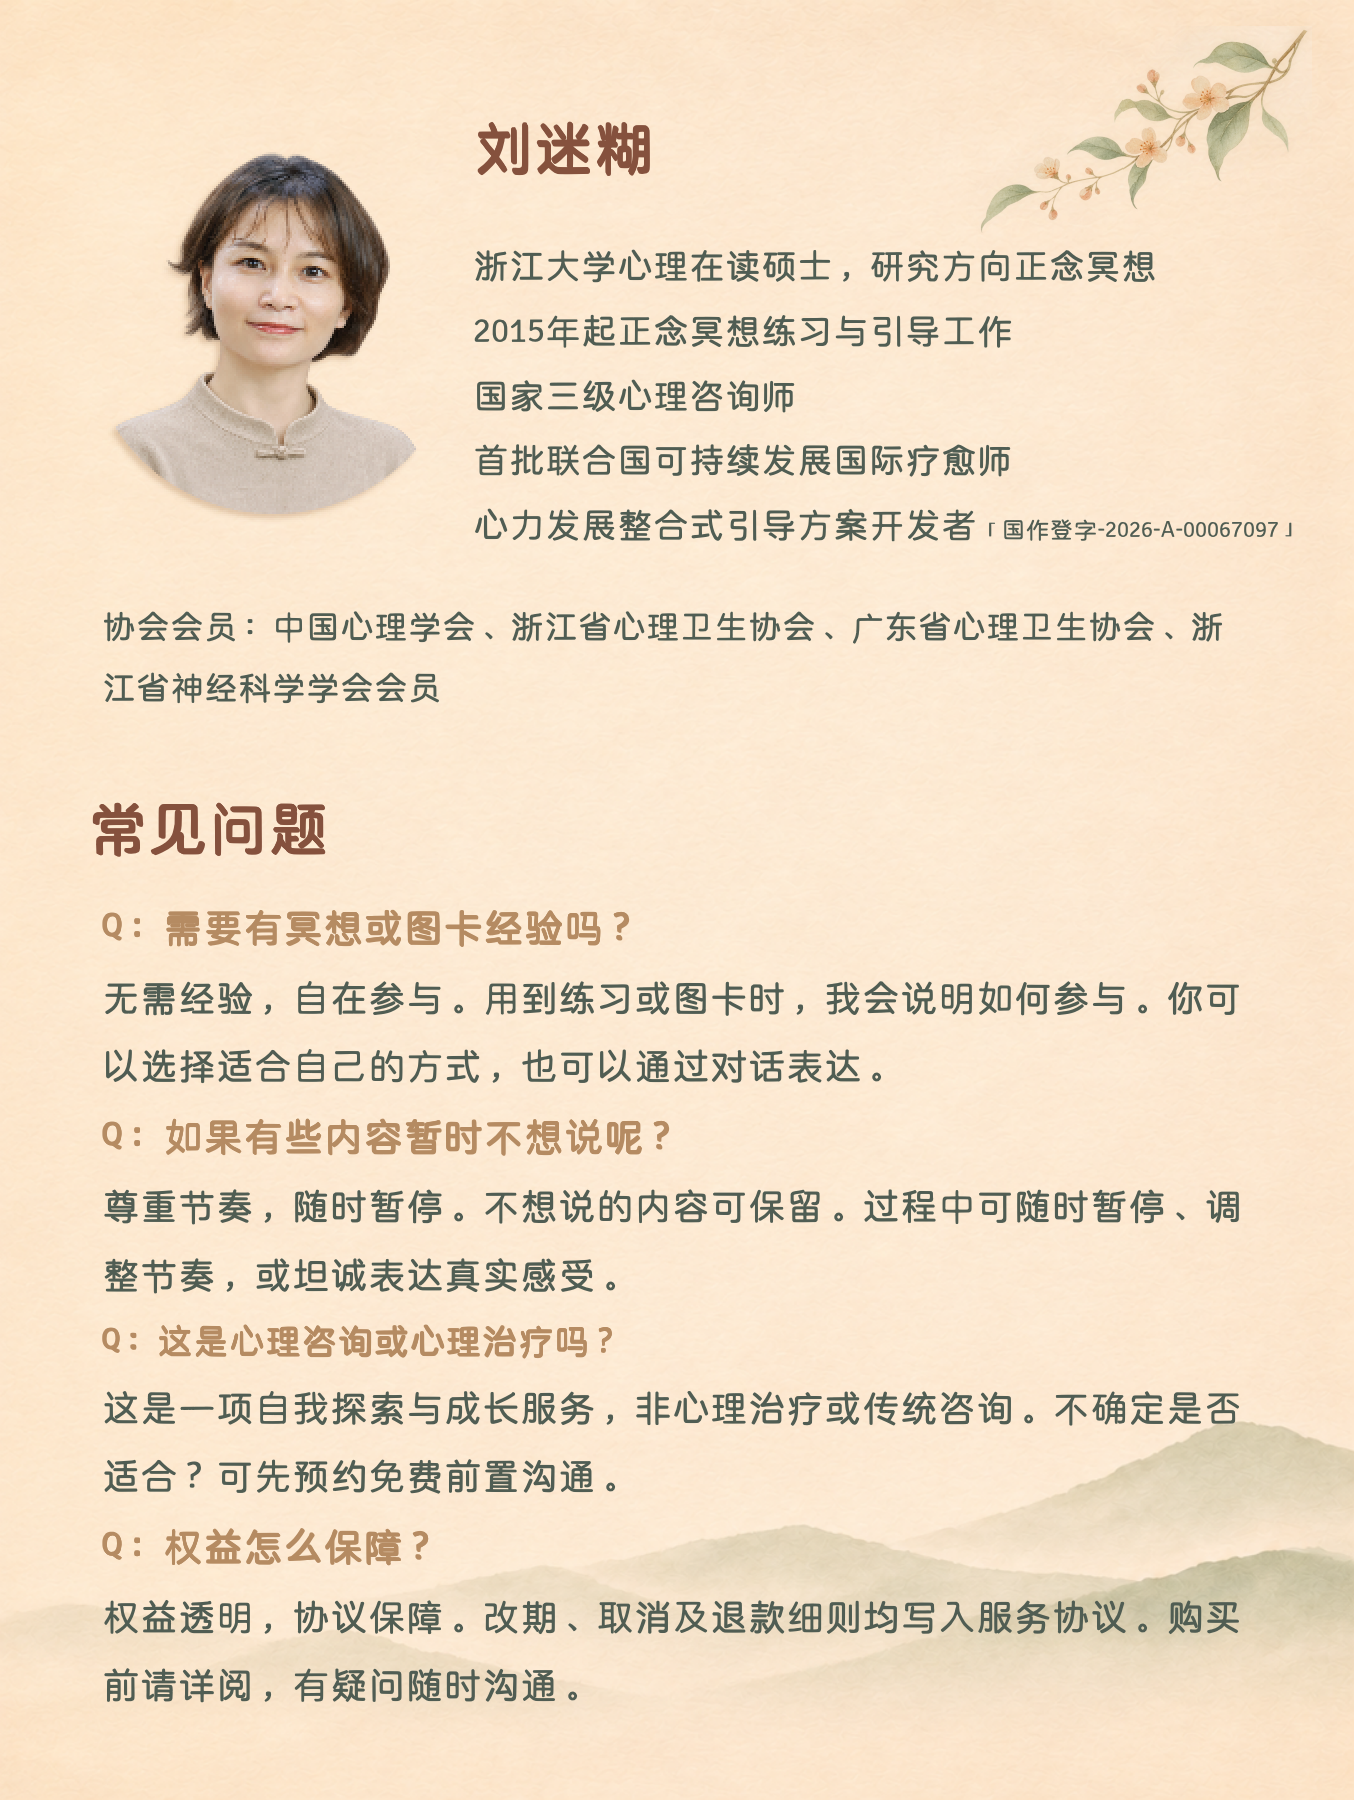 刘迷糊
浙江大学心理在读硕士，研究方向正念冥想
2015年起正念冥想练习与引导工作
国家三级心理咨询师
首批联合国可持续发展国际疗愈师
心力发展整合式引导方案开发者「国作登字-2026-A-00067097」
协会会员：中国心理学会、浙江省心理卫生协会、广东省心理卫生协会、浙
江省神经科学学会会员
常见问题
Q：需要有冥想或图卡经验吗？
无需经验，自在参与。用到练习或图卡时，我会说明如何参与。你可
以选择适合自己的方式，也可以通过对话表达。
Q：如果有些内容暂时不想说呢？
尊重节奏，随时暂停。不想说的内容可保留。过程中可随时暂停、调
整节奏，或坦诚表达真实感受。
Q：这是心理咨询或心理治疗吗？
这是一项自我探索与成长服务，非心理治疗或传统咨询。不确定是否
适合？可先预约免费前置沟通。
Q：权益怎么保障？
权益透明，协议保障。改期、取消及退款细则均写入服务协议。购买
前请详阅，有疑问随时沟通。